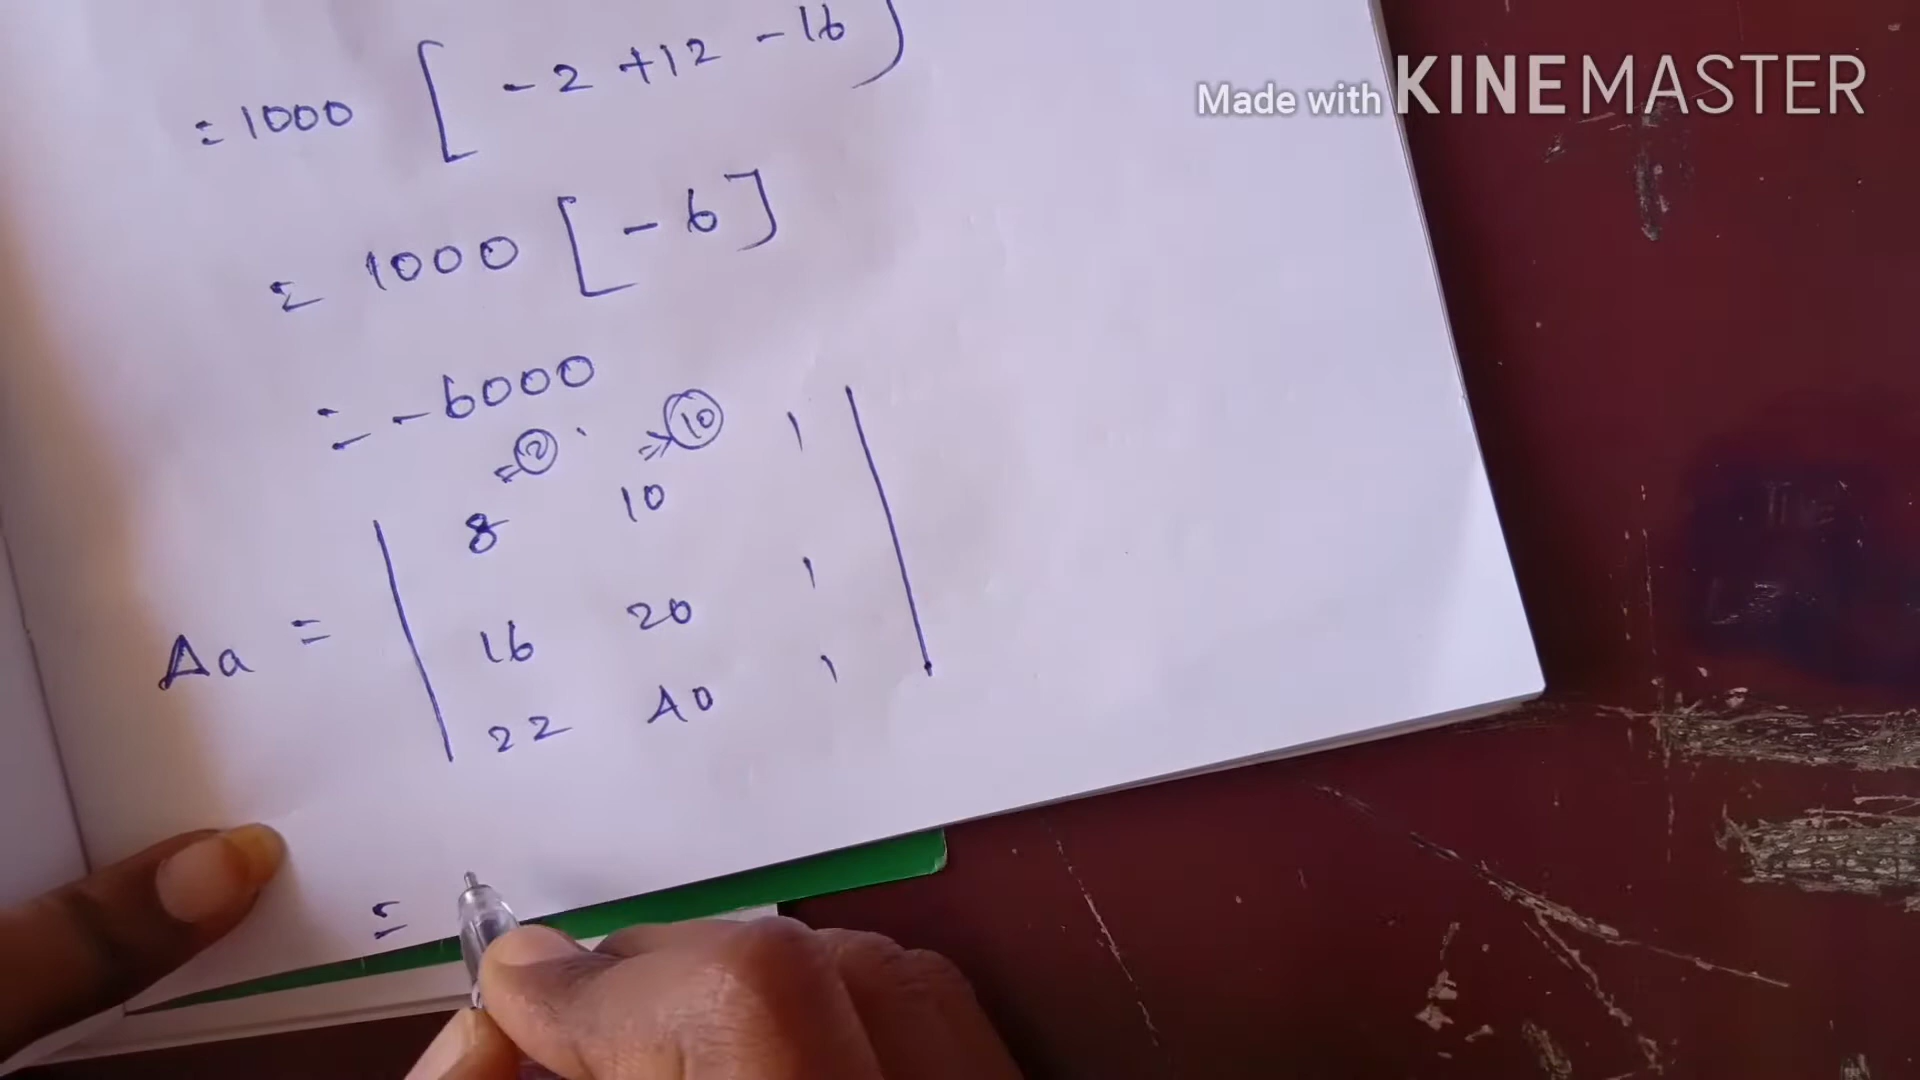 Made with KINEMASTER
= 1000 [ -2 +12 -16 )
= 1000 [ -6 ]
= -6000
= 2 => 10 1
8 10
Δa = 16 20 1
22 40 1
=